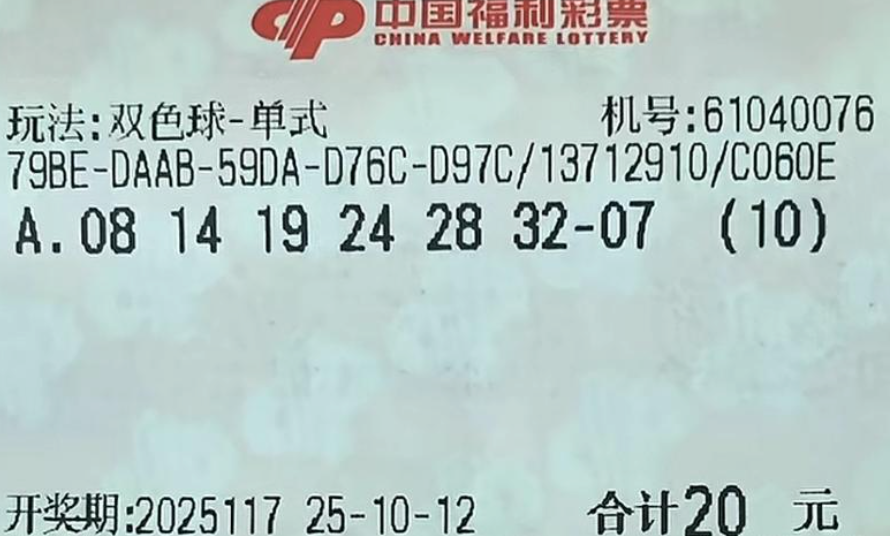 中国福利彩票
CHINA WELFARE LOTTERY
玩法:双色球-单式 机号:61040076
79BE-DAAB-59DA-D76C-D97C/13712910/C060E
A.08 14 19 24 28 32-07 (10)
开奖期:2025117 25-10-12 合计20 元